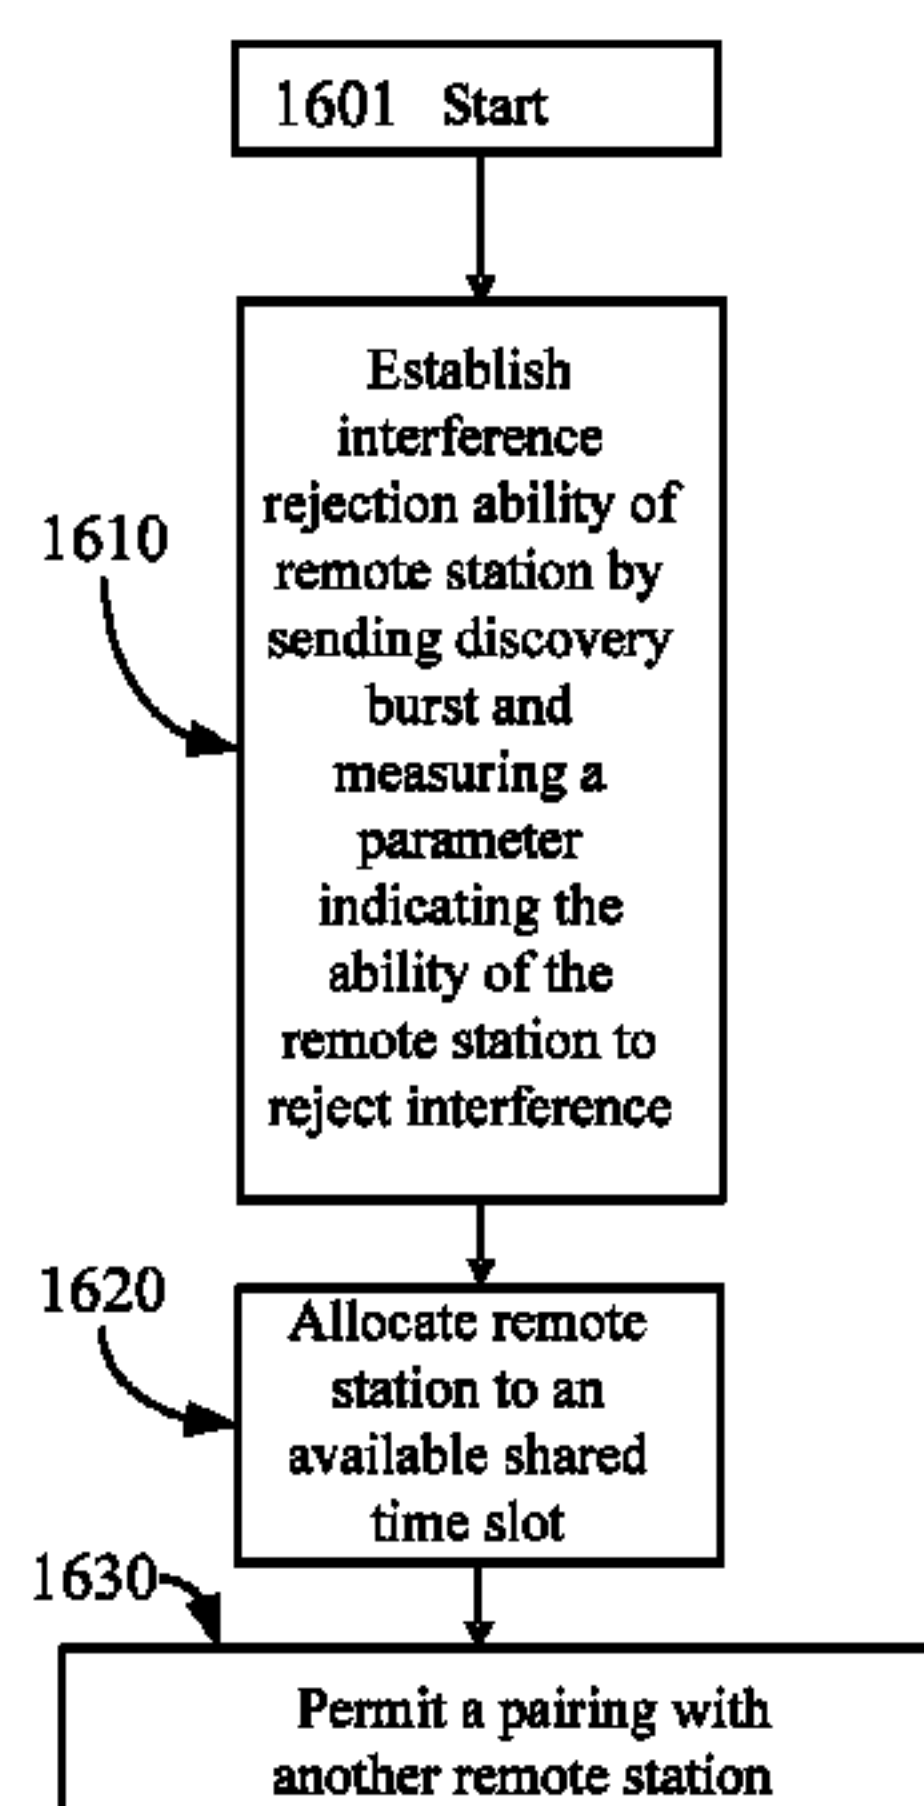 1601 Start
Establish
interference
rejection ability of
remote station by
sending discovery
burst and
measuring a
parameter
indicating the
ability of the
remote station to
reject interference
1610
Allocate remote
station to an
available shared
time slot
1620
1630
Permit a pairing with
another remote station